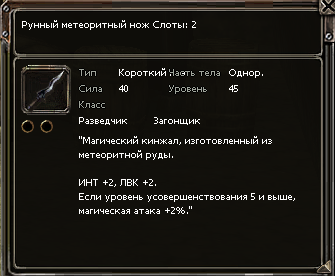 Рунный метеоритный нож Слоты: 2
Тип Короткий Часть тела Однор.
Сила 40 Уровень 45
Класс
Разведчик Загонщик
"Магический кинжал, изготовленный из
метеоритной руды.
ИНТ +2, ЛВК +2.
Если уровень усовершенствования 5 и выше,
магическая атака +2%."